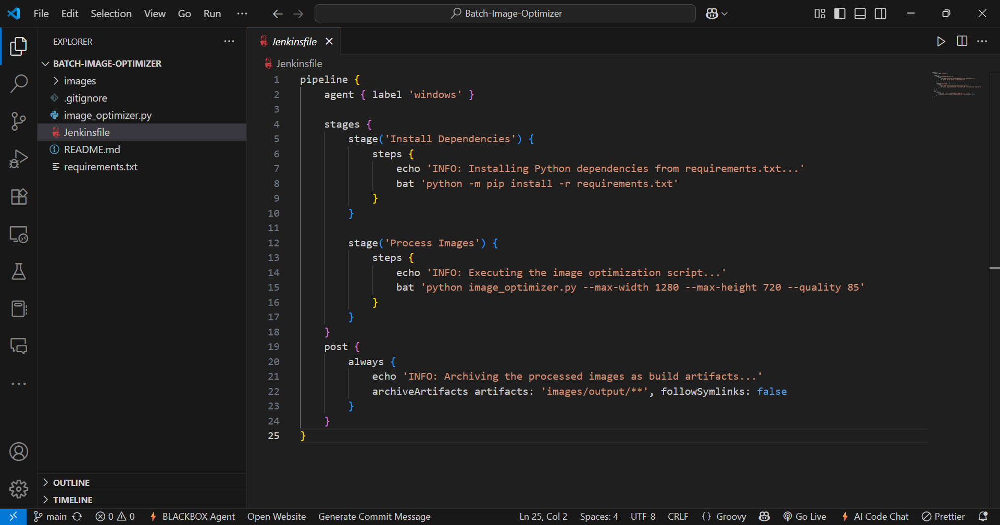 File Edit Selection View Go Run ···
Batch-Image-Optimizer
EXPLORER
BATCH-IMAGE-OPTIMIZER
images
.gitignore
image_optimizer.py
Jenkinsfile
README.md
requirements.txt
OUTLINE
TIMELINE
Jenkinsfile
Jenkinsfile
1 pipeline {
2     agent { label 'windows' }
3
4     stages {
5         stage('Install Dependencies') {
6             steps {
7                 echo 'INFO: Installing Python dependencies from requirements.txt...'
8                 bat 'python -m pip install -r requirements.txt'
9             }
10         }
11
12         stage('Process Images') {
13             steps {
14                 echo 'INFO: Executing the image optimization script...'
15                 bat 'python image_optimizer.py --max-width 1280 --max-height 720 --quality 85'
16             }
17         }
18     }
19     post {
20         always {
21             echo 'INFO: Archiving the processed images as build artifacts...'
22             archiveArtifacts artifacts: 'images/output/**', followSymlinks: false
23         }
24     }
25 }
main 0 0 BLACKBOX Agent Open Website Generate Commit Message Ln 25, Col 2 Spaces: 4 UTF-8 CRLF {} Groovy Go Live AI Code Chat Prettier